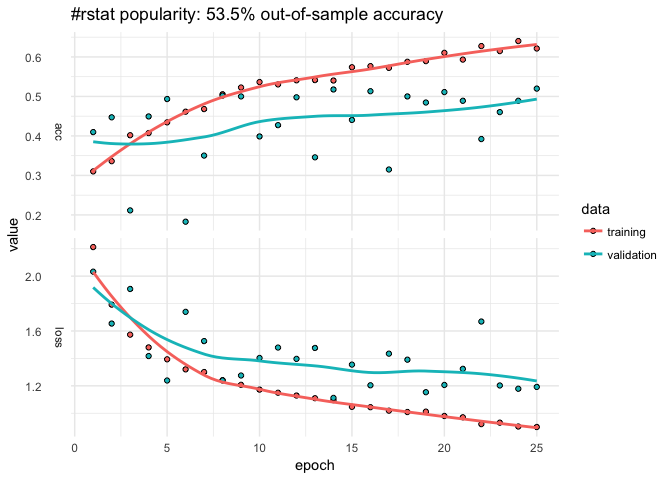 #rstat popularity: 53.5% out-of-sample accuracy
0.6
0.5
0.4
0.3
0.2
acc
value
2.0
1.6
1.2
loss
0
5
10
15
20
25
epoch
data
training
validation